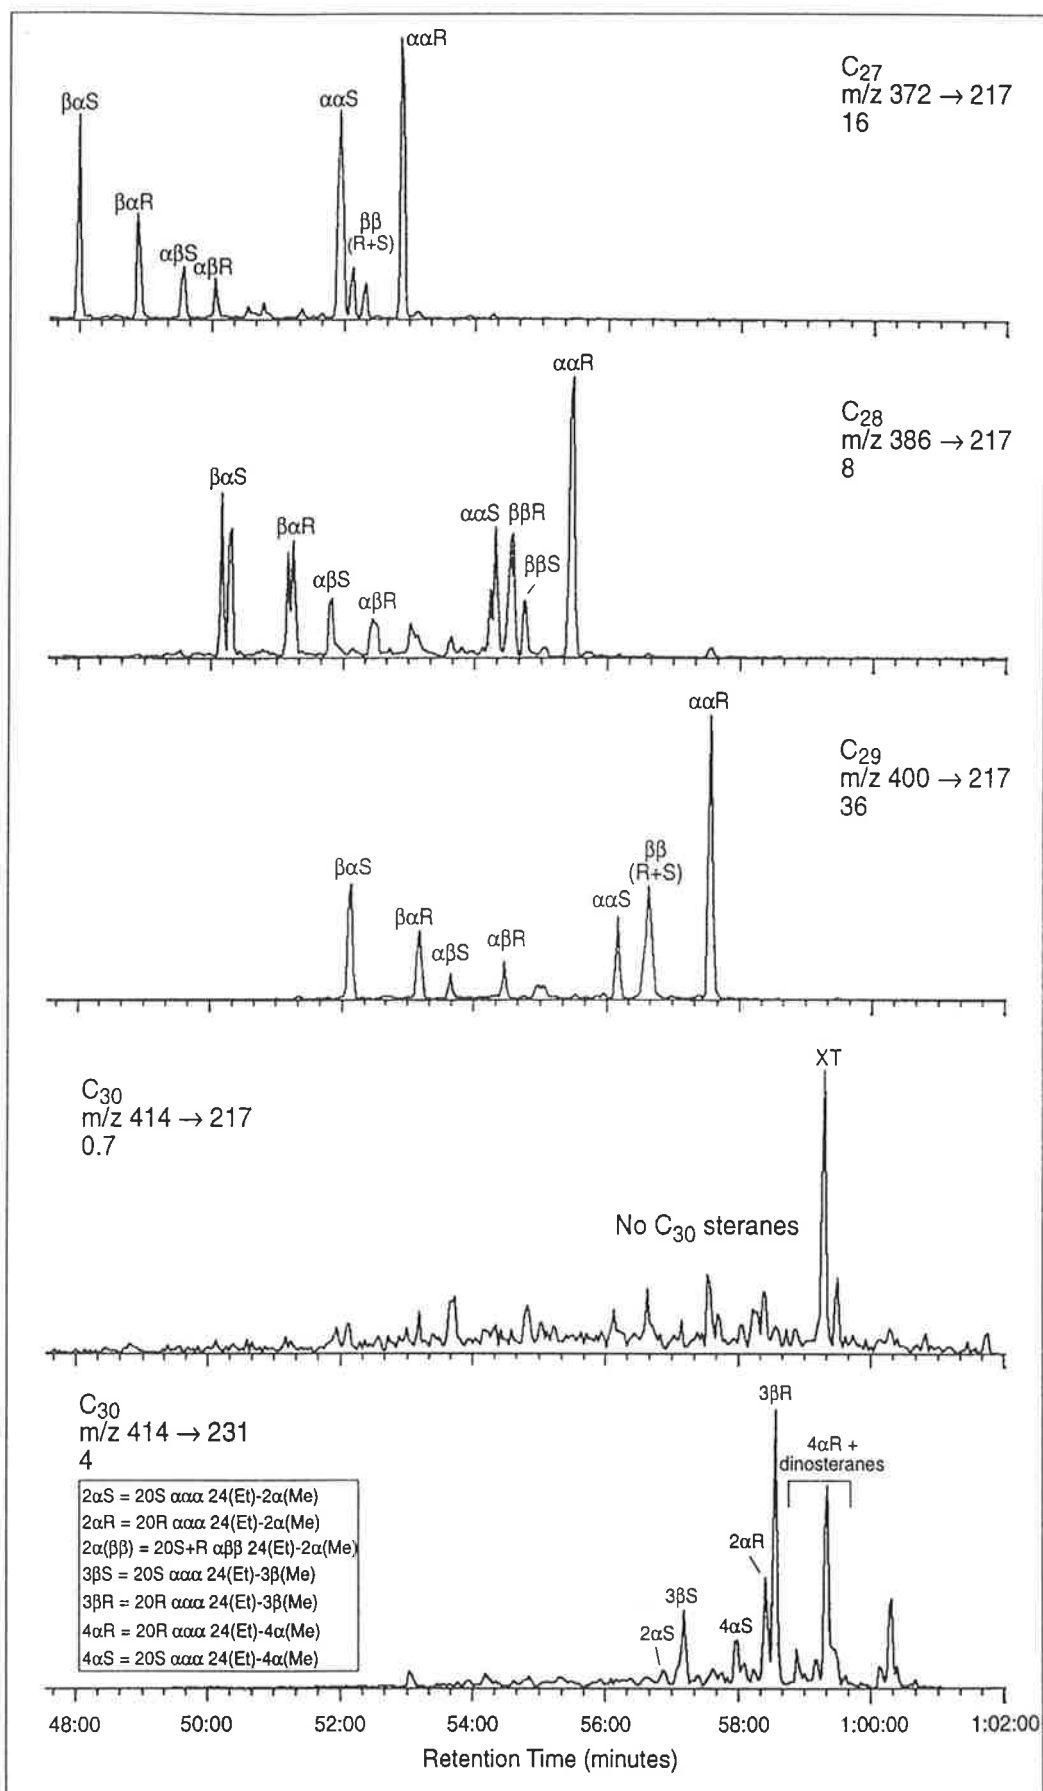 ααR
C27
m/z 372 → 217
16
βαS
ααS
βαR
αβS
αβR
ββ
(R+S)
ααR
C28
m/z 386 → 217
8
βαS
βαR
αβS
αβR
ααS
ββR
ββS
ααR
C29
m/z 400 → 217
36
βαS
βαR
αβS
αβR
ααS
ββ
(R+S)
XT
C30
m/z 414 → 217
0.7
No C30 steranes
C30
m/z 414 → 231
4
2αS = 20S ααα 24(Et)-2α(Me)
2αR = 20R ααα 24(Et)-2α(Me)
2α(ββ) = 20S+R αββ 24(Et)-2α(Me)
3βS = 20S ααα 24(Et)-3β(Me)
3βR = 20R ααα 24(Et)-3β(Me)
4αR = 20R ααα 24(Et)-4α(Me)
4αS = 20S ααα 24(Et)-4α(Me)
3βR
4αR +
dinosteranes
2αR
3βS
2αS
4αS
48:00 50:00 52:00 54:00 56:00 58:00 1:00:00 1:02:00
Retention Time (minutes)